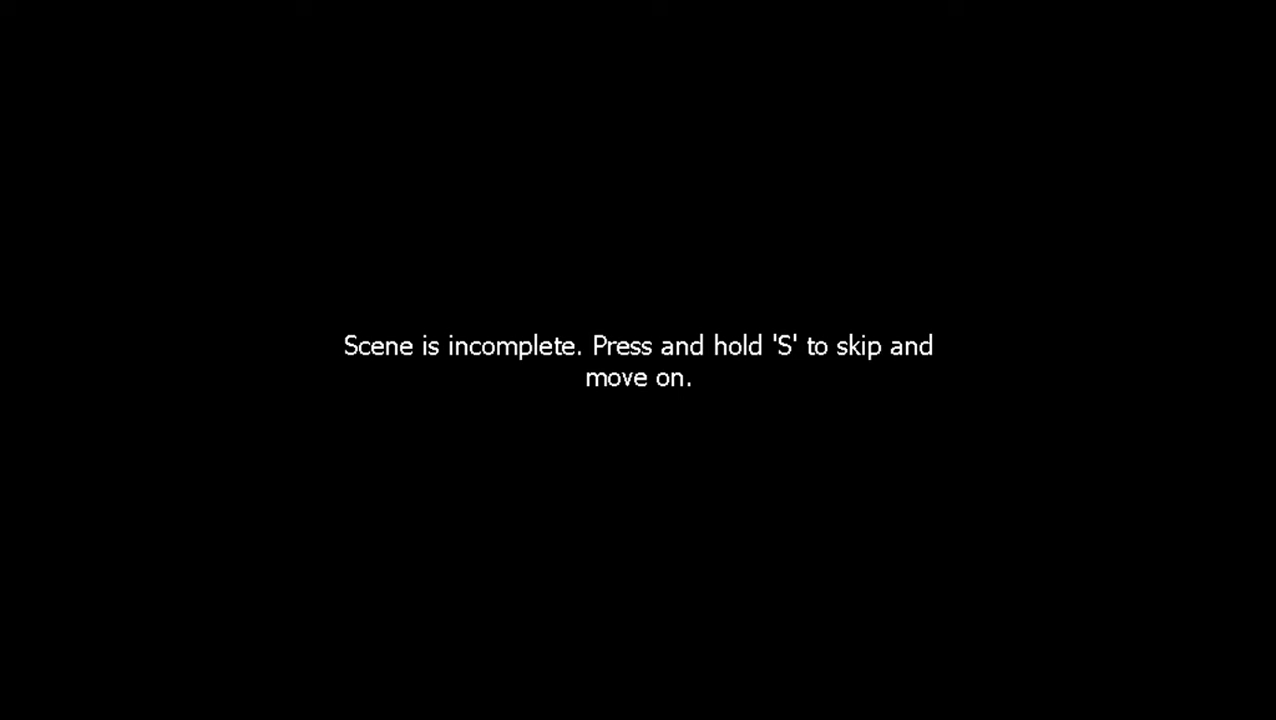 Scene is incomplete. Press and hold 'S' to skip and
move on.